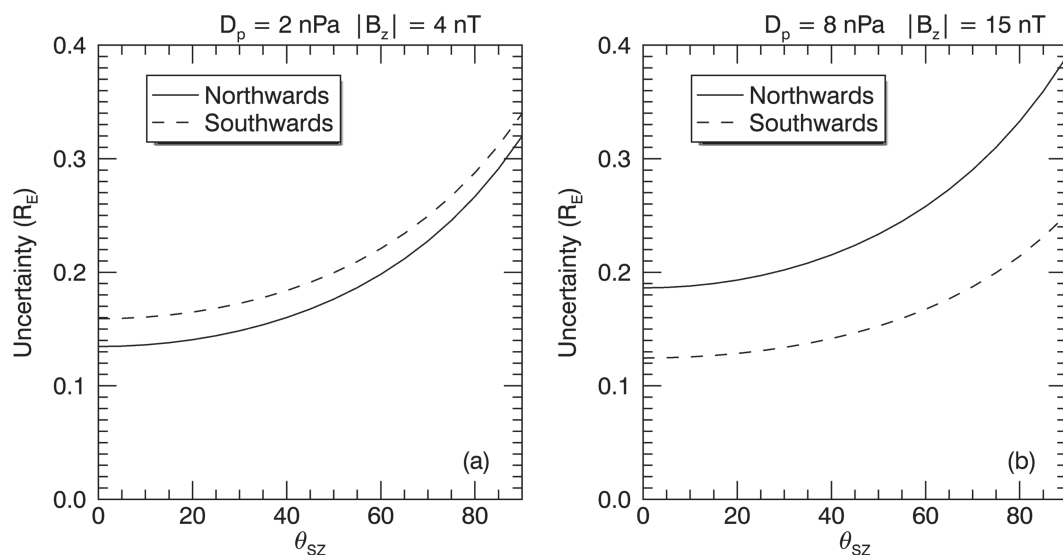 D_p = 2 nPa |B_z| = 4 nT
0.4
0.3
0.2
0.1
0.0
Uncertainty (R_E)
Northwards
Southwards
(a)
0 20 40 60 80
θ_SZ
D_p = 8 nPa |B_z| = 15 nT
0.4
0.3
0.2
0.1
0.0
Uncertainty (R_E)
Northwards
Southwards
(b)
0 20 40 60 80
θ_SZ